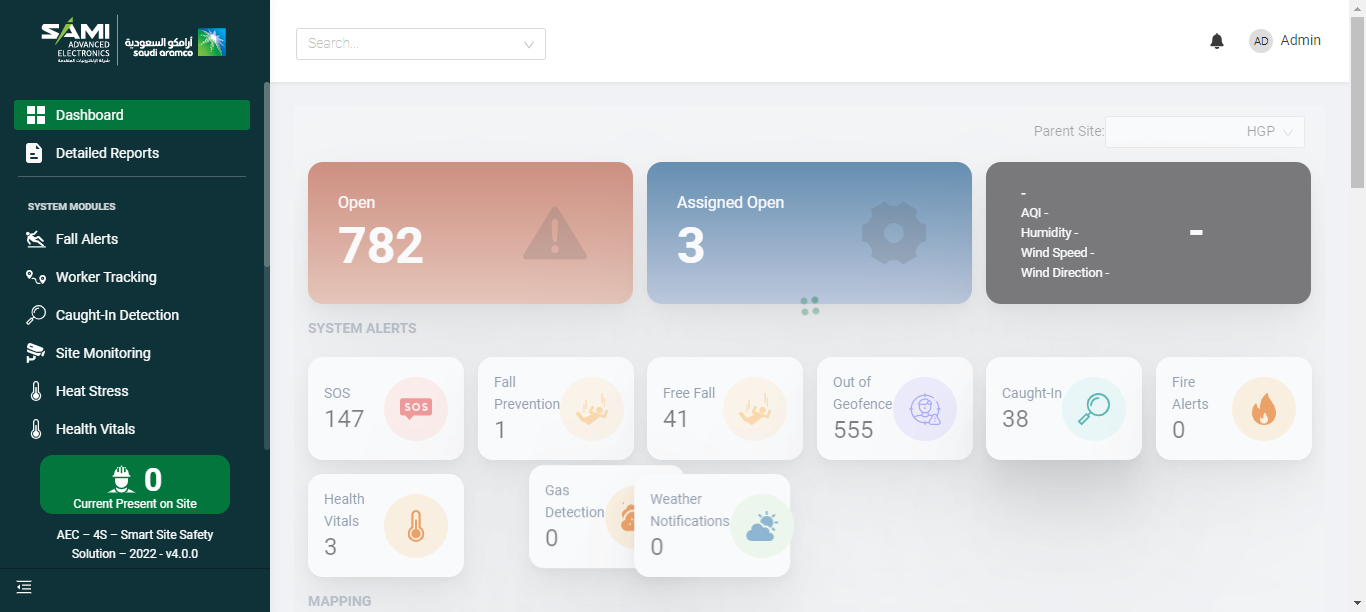 SAMI
ADVANCED
ELECTRONICS
شركة الإلكترونيات المتقدمة
أرامكو السعودية
saudi aramco
Search...
AD
Admin
Dashboard
Detailed Reports
SYSTEM MODULES
Fall Alerts
Worker Tracking
Caught-In Detection
Site Monitoring
Heat Stress
Health Vitals
0
Current Present on Site
AEC – 4S – Smart Site Safety
Solution – 2022 - v4.0.0
Parent Site:
HGP
Open
782
Assigned Open
3
-
AQI -
Humidity -
Wind Speed -
Wind Direction -
-
SYSTEM ALERTS
SOS
147
SOS
Fall
Prevention
1
Free Fall
41
Out of
Geofence
555
Caught-In
38
Fire
Alerts
0
Health
Vitals
3
Gas
Detection
0
Weather
Notifications
0
MAPPING